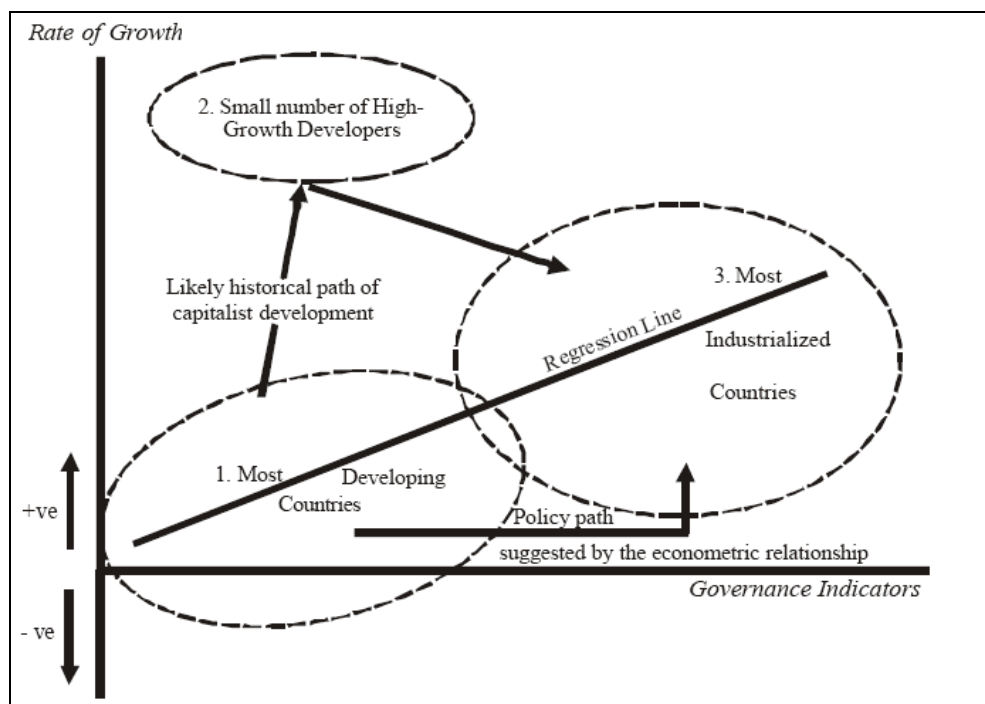 Rate of Growth
2. Small number of High-
Growth Developers
Likely historical path of
capitalist development
3. Most
Regression Line
Industrialized
Countries
1. Most
Developing
Countries
+ve
Policy path
suggested by the econometric relationship
Governance Indicators
- ve